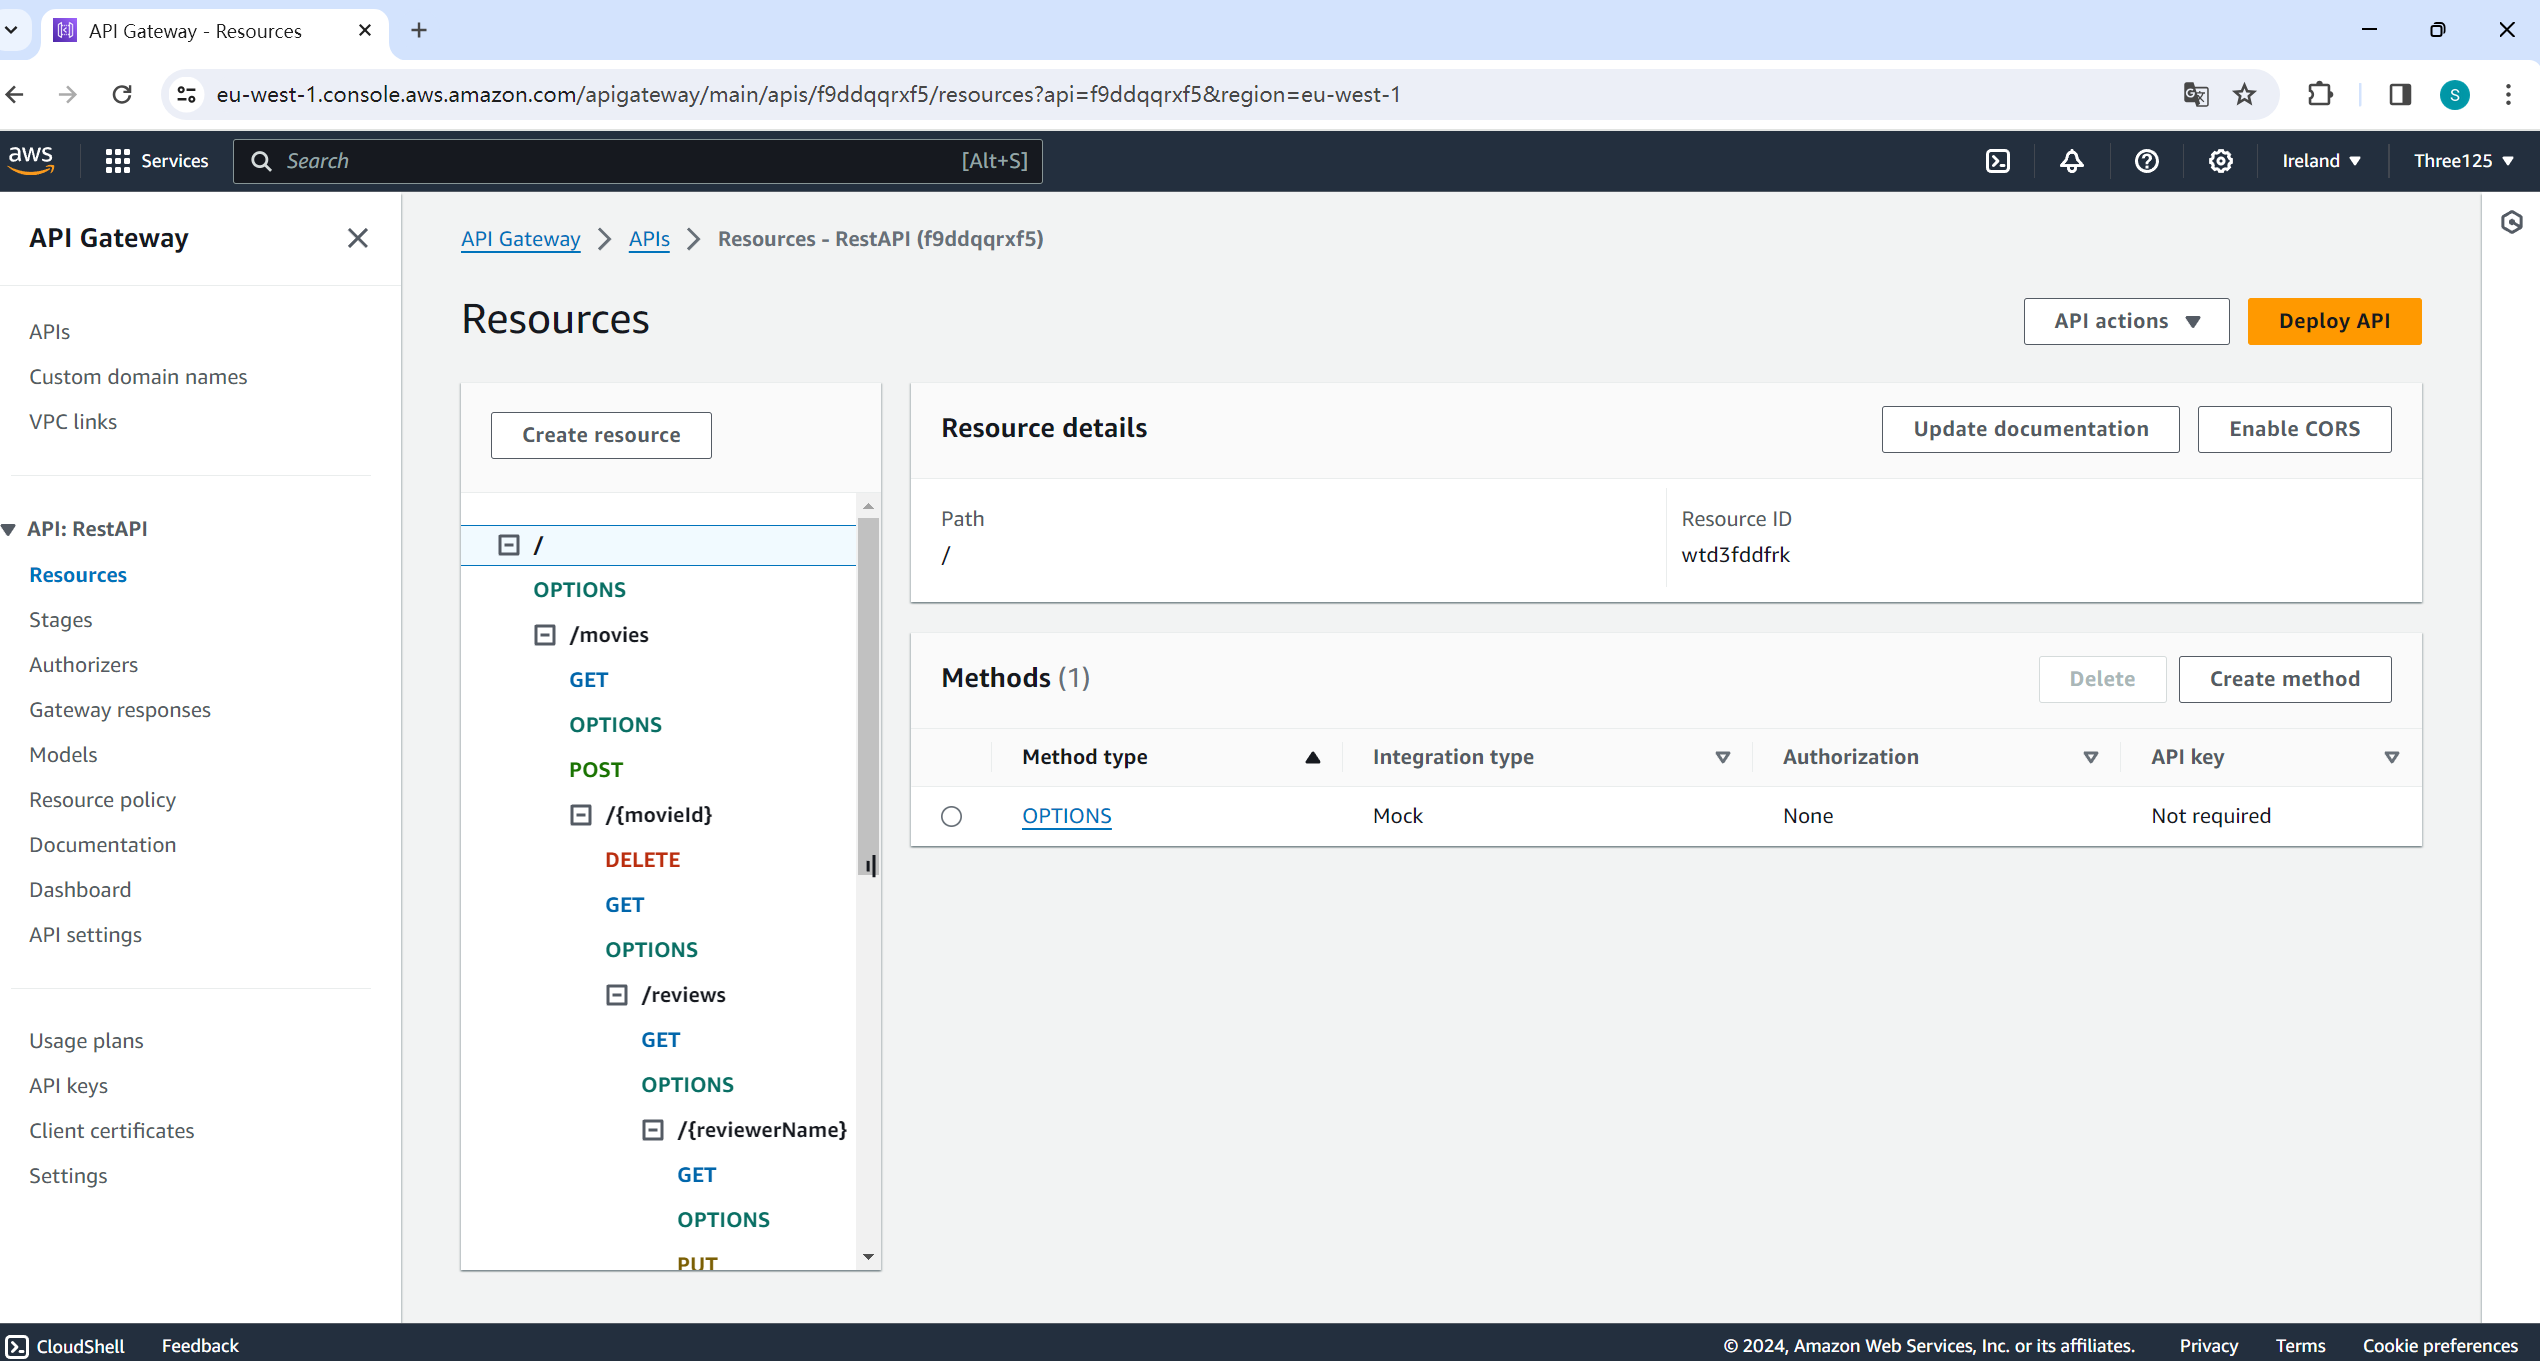 API Gateway - Resources
eu-west-1.console.aws.amazon.com/apigateway/main/apis/f9ddqqrxf5/resources?api=f9ddqqrxf5&region=eu-west-1
S
aws
Services
Search
[Alt+S]
Ireland
Three125
API Gateway
APIs
Custom domain names
VPC links
API: RestAPI
Resources
Stages
Authorizers
Gateway responses
Models
Resource policy
Documentation
Dashboard
API settings
Usage plans
API keys
Client certificates
Settings
API Gateway
APIs
Resources - RestAPI (f9ddqqrxf5)
Resources
API actions
Deploy API
Create resource
/
OPTIONS
/movies
GET
OPTIONS
POST
/{movieId}
DELETE
GET
OPTIONS
/reviews
GET
OPTIONS
/{reviewerName}
GET
OPTIONS
PUT
Resource details
Update documentation
Enable CORS
Path
/
Resource ID
wtd3fddfrk
Methods (1)
Delete
Create method
Method type
Integration type
Authorization
API key
OPTIONS
Mock
None
Not required
CloudShell
Feedback
© 2024, Amazon Web Services, Inc. or its affiliates.
Privacy
Terms
Cookie preferences